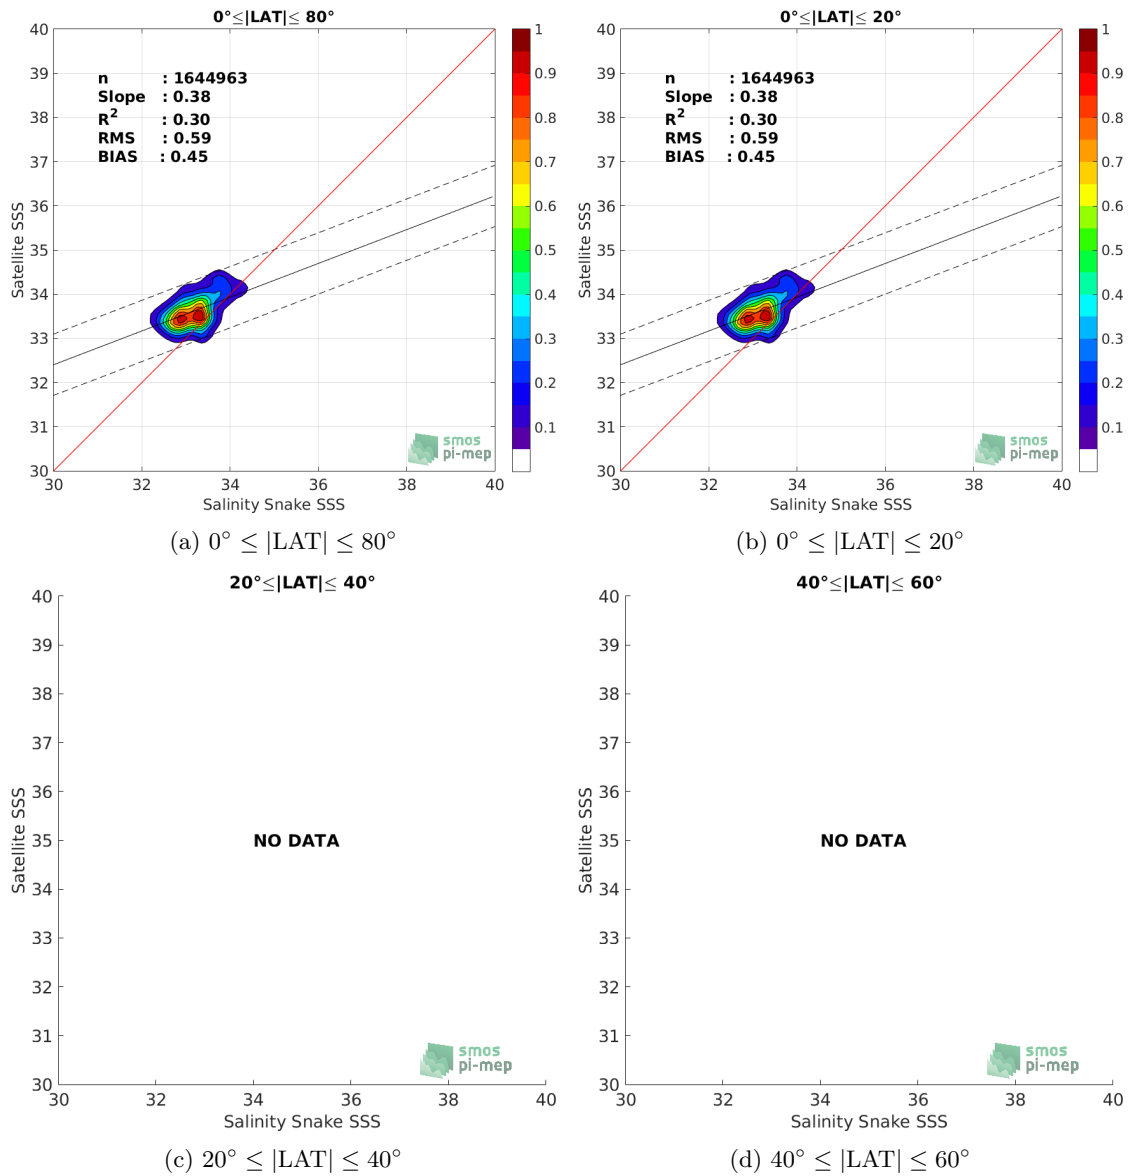 0°≤|LAT|≤ 80°
40
39
38
37
36
35
34
33
32
31
30
Satellite SSS
n : 1644963
Slope : 0.38
R² : 0.30
RMS : 0.59
BIAS : 0.45
smos
pi-mep
30 32 34 36 38 40
Salinity Snake SSS
1
0.9
0.8
0.7
0.6
0.5
0.4
0.3
0.2
0.1
(a) 0° ≤ |LAT| ≤ 80°
0°≤|LAT|≤ 20°
40
39
38
37
36
35
34
33
32
31
30
Satellite SSS
n : 1644963
Slope : 0.38
R² : 0.30
RMS : 0.59
BIAS : 0.45
smos
pi-mep
30 32 34 36 38 40
Salinity Snake SSS
1
0.9
0.8
0.7
0.6
0.5
0.4
0.3
0.2
0.1
(b) 0° ≤ |LAT| ≤ 20°
20°≤|LAT|≤ 40°
40
39
38
37
36
35
34
33
32
31
30
Satellite SSS
NO DATA
smos
pi-mep
30 32 34 36 38 40
Salinity Snake SSS
(c) 20° ≤ |LAT| ≤ 40°
40°≤|LAT|≤ 60°
40
39
38
37
36
35
34
33
32
31
30
Satellite SSS
NO DATA
smos
pi-mep
30 32 34 36 38 40
Salinity Snake SSS
(d) 40° ≤ |LAT| ≤ 60°